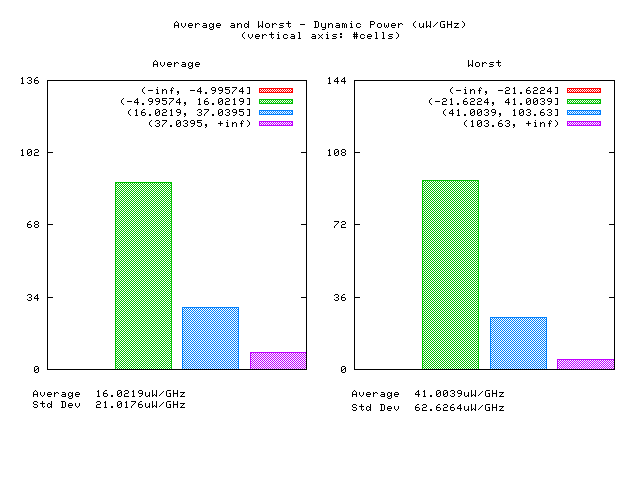 Average and Worst - Dynamic Power (uW/GHz)
(vertical axis: #cells)
Average
136
102
68
34
0
(-inf, -4.99574]
(-4.99574, 16.0219]
(16.0219, 37.0395]
(37.0395, +inf)
Average 16.0219uW/GHz
Std Dev 21.0176uW/GHz
Worst
144
108
72
36
0
(-inf, -21.6224]
(-21.6224, 41.0039]
(41.0039, 103.63]
(103.63, +inf)
Average 41.0039uW/GHz
Std Dev 62.6264uW/GHz